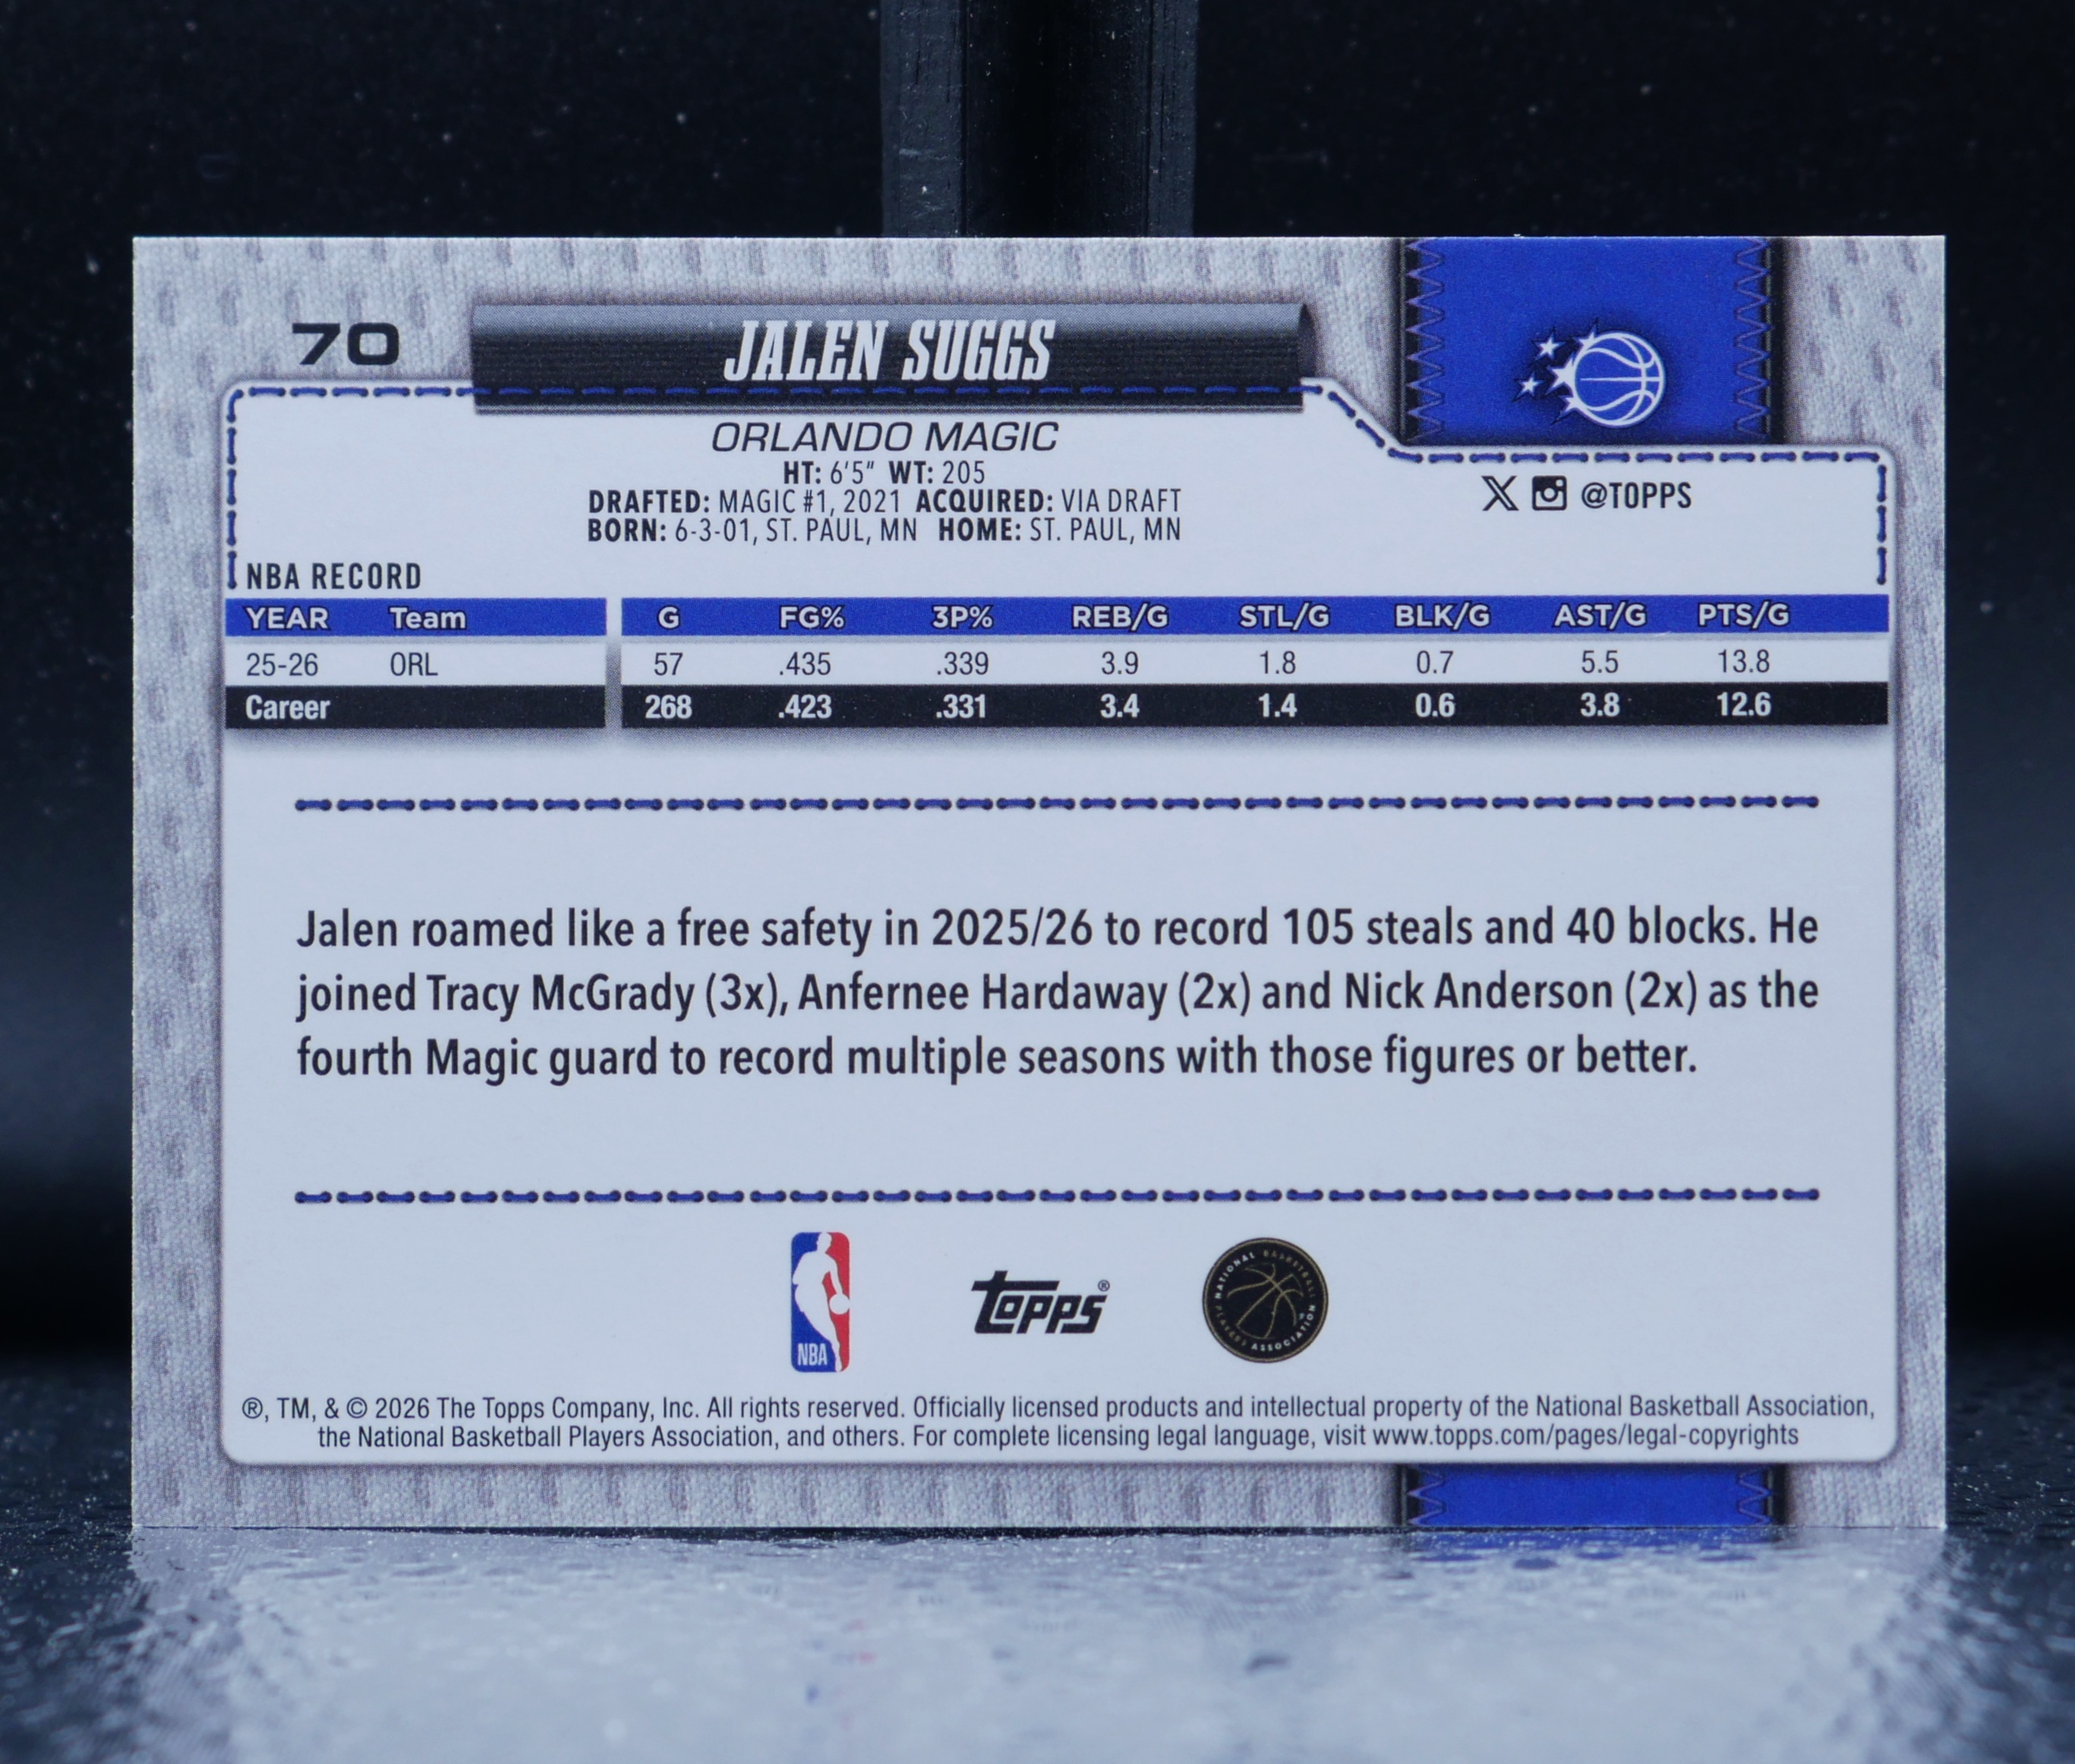 70
JALEN SUGGS
ORLANDO MAGIC
HT: 6'5" WT: 205
DRAFTED: MAGIC #1, 2021 ACQUIRED: VIA DRAFT
BORN: 6-3-01, ST. PAUL, MN HOME: ST. PAUL, MN
@TOPPS
NBA RECORD
YEAR Team G FG% 3P% REB/G STL/G BLK/G AST/G PTS/G
25-26 ORL 57 .435 .339 3.9 1.8 0.7 5.5 13.8
Career 268 .423 .331 3.4 1.4 0.6 3.8 12.6
Jalen roamed like a free safety in 2025/26 to record 105 steals and 40 blocks. He
joined Tracy McGrady (3x), Anfernee Hardaway (2x) and Nick Anderson (2x) as the
fourth Magic guard to record multiple seasons with those figures or better.
NBA
topps®
NATIONAL BASKETBALL PLAYERS ASSOCIATION
®, TM, & © 2026 The Topps Company, Inc. All rights reserved. Officially licensed products and intellectual property of the National Basketball Association,
the National Basketball Players Association, and others. For complete licensing legal language, visit www.topps.com/pages/legal-copyrights